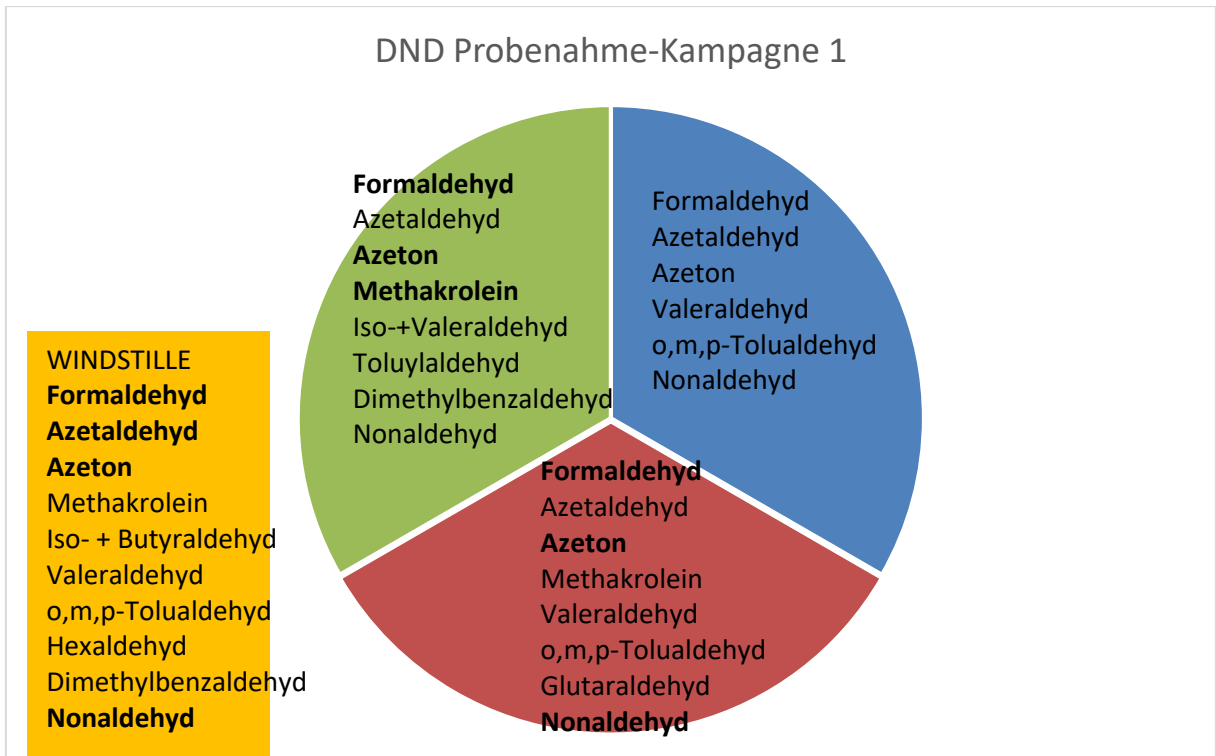 DND Probenahme-Kampagne 1
Formaldehyd
Azetaldehyd
Azeton
Methakrolein
Iso-+Valeraldehyd
Toluylaldehyd
Dimethylbenzaldehyd
Nonaldehyd
Formaldehyd
Azetaldehyd
Azeton
Valeraldehyd
o,m,p-Tolualdehyd
Nonaldehyd
WINDSTILLE
Formaldehyd
Azetaldehyd
Azeton
Methakrolein
Iso- + Butyraldehyd
Valeraldehyd
o,m,p-Tolualdehyd
Hexaldehyd
Dimethylbenzaldehyd
Nonaldehyd
Formaldehyd
Azetaldehyd
Azeton
Methakrolein
Valeraldehyd
o,m,p-Tolualdehyd
Glutaraldehyd
Nonaldehyd